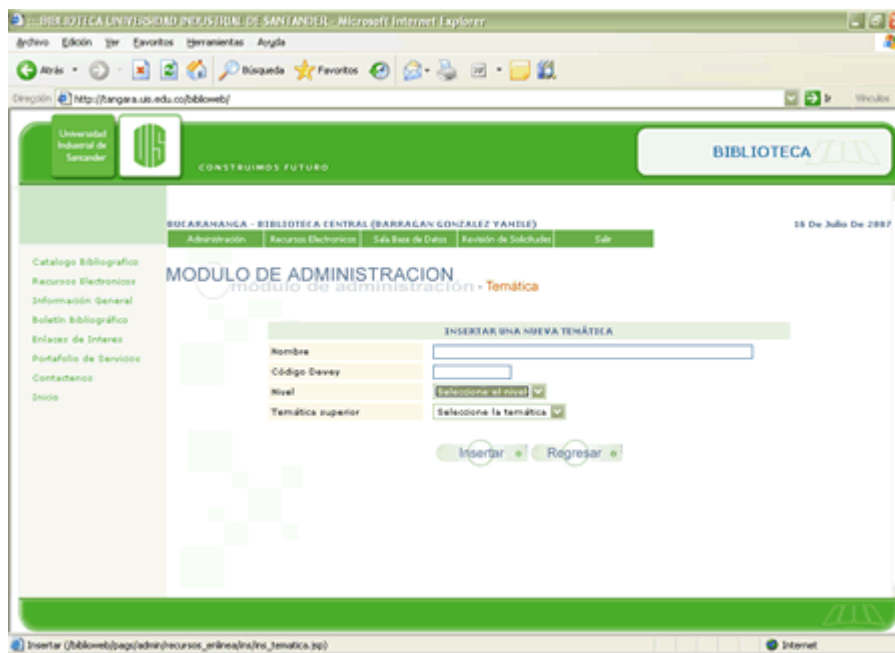 :::BIBLIOTECA UNIVERSIDAD INDUSTRIAL DE SANTANDER - Microsoft Internet Explorer
Archivo Edición Ver Favoritos Herramientas Ayuda
Atrás Búsqueda Favoritos
Dirección http://tangara.uis.edu.co/biblioweb/ Ir Vínculos
Universidad
Industrial de
Santander
UIS
CONSTRUIMOS FUTURO
BIBLIOTECA
BUCARAMANGA - BIBLIOTECA CENTRAL (BARRAGAN GONZALEZ YAMILE) 16 De Julio De 2007
Administración Recursos Electronicos Sala Base de Datos Revisión de Solicitudes Salir
Catalogo Bibliografico
Recursos Electronicos
Información General
Boletín Bibliográfico
Enlaces de Interes
Portafolio de Servicios
Contactenos
Inicio
MODULO DE ADMINISTRACION
modulo de administración - Temática
INSERTAR UNA NUEVA TEMÁTICA
Nombre
Código Dewey
Nivel Seleccione el nivel
Temática superior Seleccione la temática
Insertar Regresar
Insertar (/biblioweb/pags/admin/recursos_enlinea/ins/ins_tematica.jsp) Internet